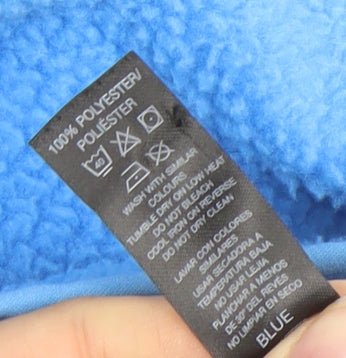 100% POLYESTER/
POLIÉSTER
40
WASH WITH SIMILAR
COLOURS
TUMBLE DRY ON LOW HEAT
DO NOT BLEACH
COOL IRON ON REVERSE
DO NOT DRY CLEAN
LAVAR CON COLORES
SIMILARES
USAR SECADORA A
TEMPERATURA BAJA
NO USAR LEJÍA
PLANCHAR A MENOS
DE 30° DEL REVES
NO LIMPIAR EN SECO
BLUE